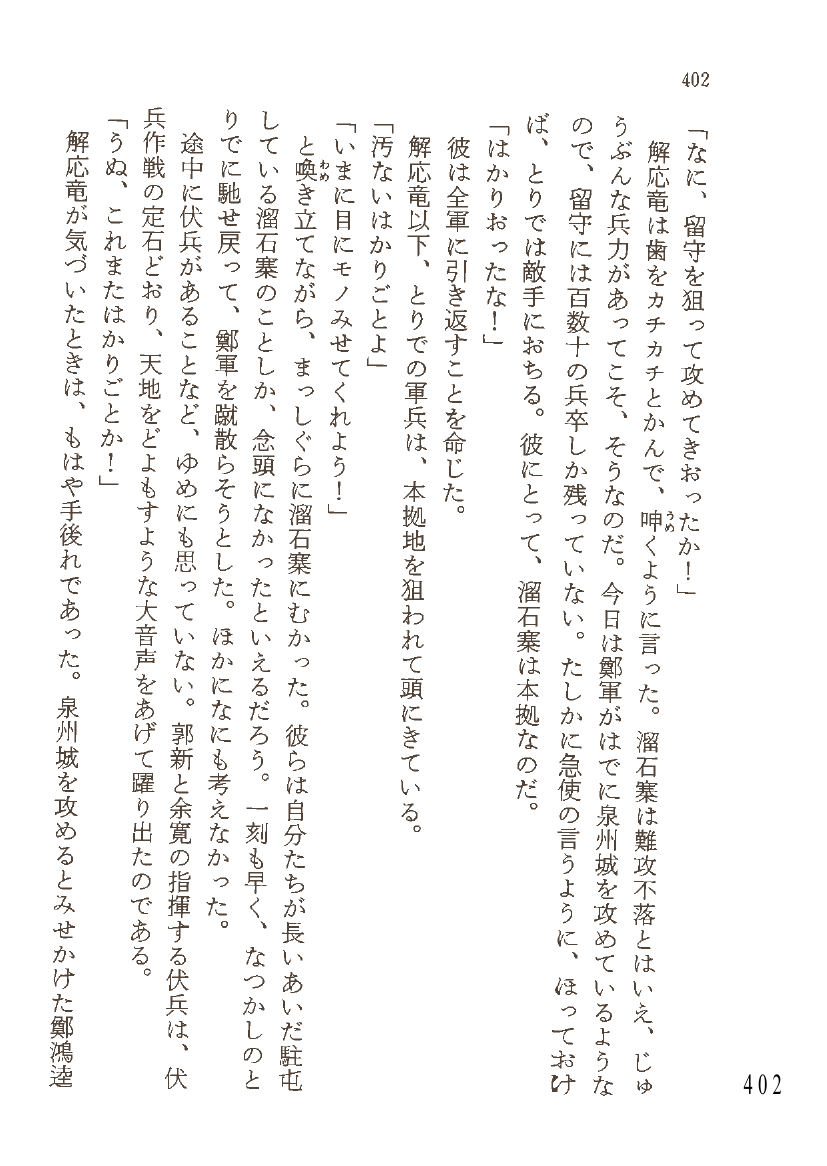 402
「なに、留守を狙って攻めてきおったか！」
解応竜は歯をカチカチとかんで、呻くように言った。溜石寨は難攻不落とはいえ、じゅ
うぶんな兵力があってこそ、そうなのだ。今日は鄭軍がはでに泉州城を攻めているような
ので、留守には百数十の兵卒しか残っていない。たしかに急使の言うように、ほっておけ
ば、とりでは敵手におちる。彼にとって、溜石寨は本拠なのだ。
「はかりおったな！」
彼は全軍に引き返すことを命じた。
解応竜以下、とりでの軍兵は、本拠地を狙われて頭にきている。
「汚ないはかりごとよ」
「いまに目にモノみせてくれよう！」
と喚き立てながら、まっしぐらに溜石寨にむかった。彼らは自分たちが長いあいだ駐屯
している溜石寨のことしか、念頭になかったといえるだろう。一刻も早く、なつかしのと
りでに馳せ戻って、鄭軍を蹴散らそうとした。ほかになにも考えなかった。
途中に伏兵があることなど、ゆめにも思っていない。郭新と余寛の指揮する伏兵は、伏
兵作戦の定石どおり、天地をどよもすような大音声をあげて躍り出たのである。
「うぬ、これまたはかりごとか！」
解応竜が気づいたときは、もはや手後れであった。泉州城を攻めるとみせかけた鄭鴻逵
402